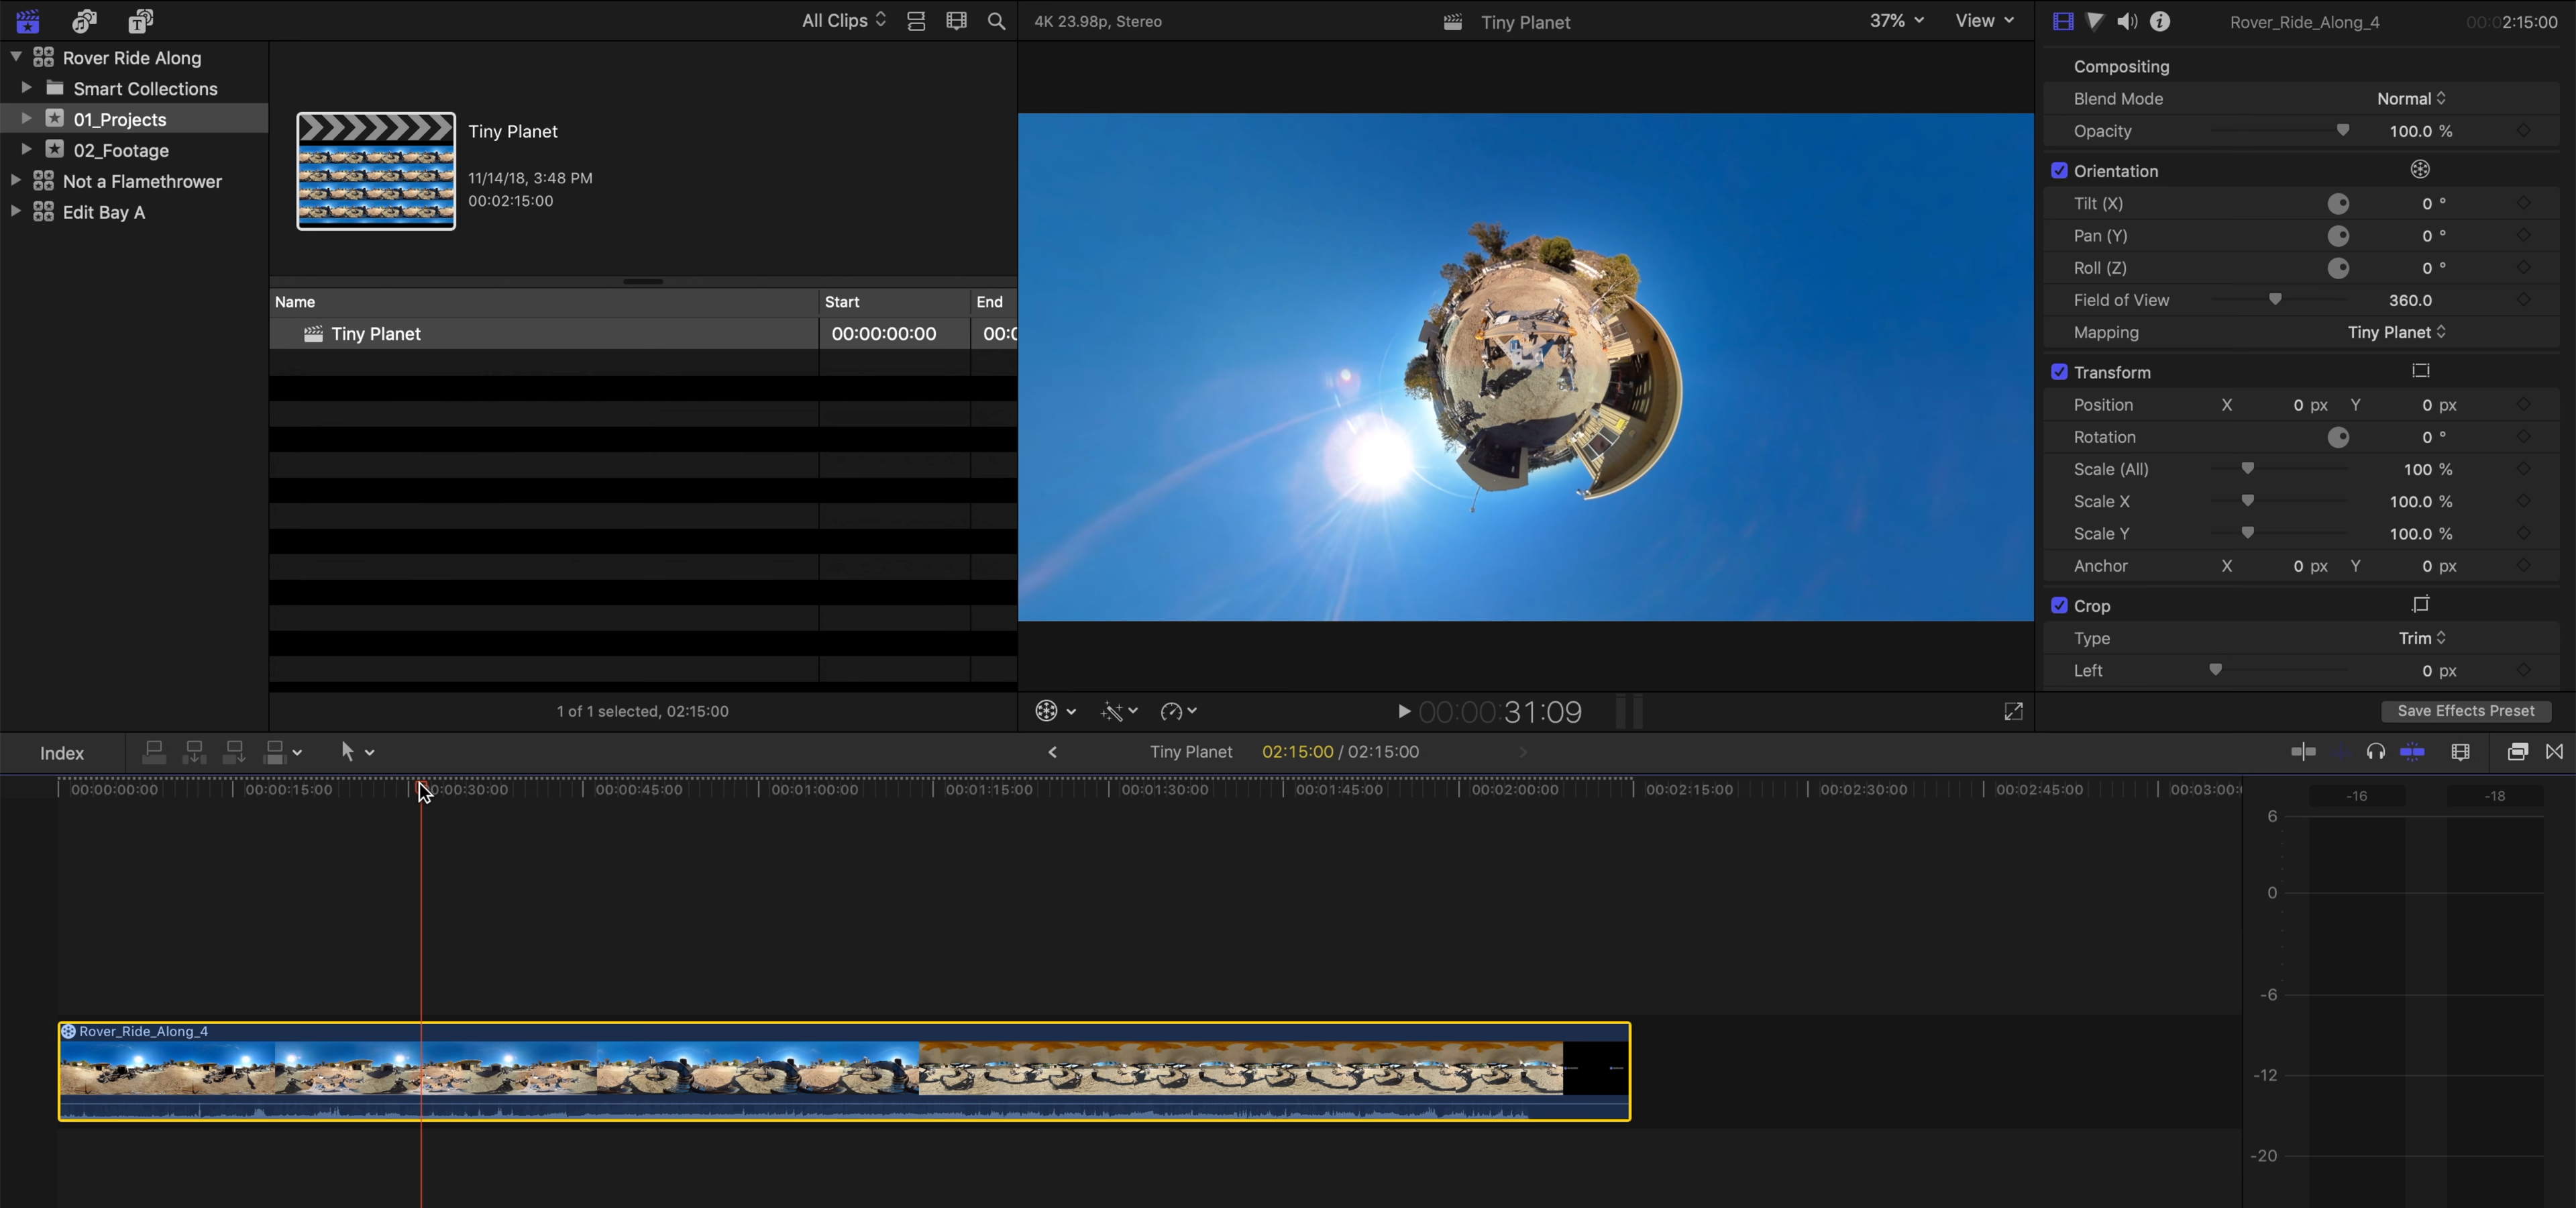 All Clips
4K 23.98p, Stereo
Tiny Planet
37%
View
Rover_Ride_Along_4
00:02:15:00
Rover Ride Along
Smart Collections
01_Projects
02_Footage
Not a Flamethrower
Edit Bay A
Tiny Planet
11/14/18, 3:48 PM
00:02:15:00
Name Start End
Tiny Planet 00:00:00:00
1 of 1 selected, 02:15:00
00:00:31:09
Compositing
Blend Mode Normal
Opacity 100.0 %
Orientation
Tilt (X) 0 °
Pan (Y) 0 °
Roll (Z) 0 °
Field of View 360.0
Mapping Tiny Planet
Transform
Position X 0 px Y 0 px
Rotation 0 °
Scale (All) 100 %
Scale X 100.0 %
Scale Y 100.0 %
Anchor X 0 px Y 0 px
Crop
Type Trim
Left 0 px
Save Effects Preset
Index
Tiny Planet 02:15:00 / 02:15:00
00:00:00:00 00:00:15:00 00:00:30:00 00:00:45:00 00:01:00:00 00:01:15:00 00:01:30:00 00:01:45:00 00:02:00:00 00:02:15:00 00:02:30:00 00:02:45:00
-16 -18
6
0
-6
-12
-20
Rover_Ride_Along_4